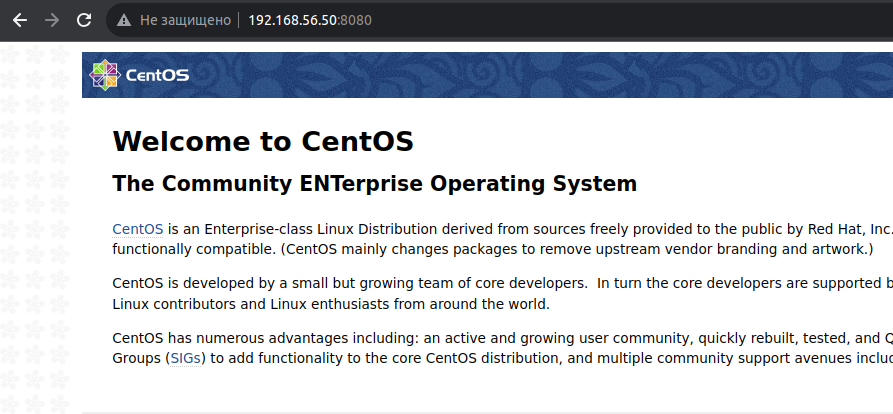 Не защищено 192.168.56.50:8080
CentOS
Welcome to CentOS
The Community ENTerprise Operating System
CentOS is an Enterprise-class Linux Distribution derived from sources freely provided to the public by Red Hat, Inc.
functionally compatible. (CentOS mainly changes packages to remove upstream vendor branding and artwork.)
CentOS is developed by a small but growing team of core developers. In turn the core developers are supported b
Linux contributors and Linux enthusiasts from around the world.
CentOS has numerous advantages including: an active and growing user community, quickly rebuilt, tested, and Q
Groups (SIGs) to add functionality to the core CentOS distribution, and multiple community support avenues inclu